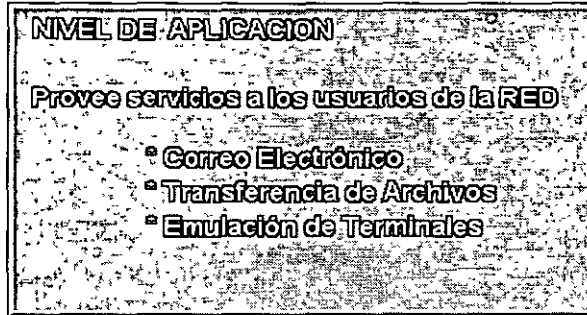 NIVEL DE APLICACION
Provee servicios a los usuarios de la RED
* Correo Electrónico
* Transferencia de Archivos
* Emulación de Terminales